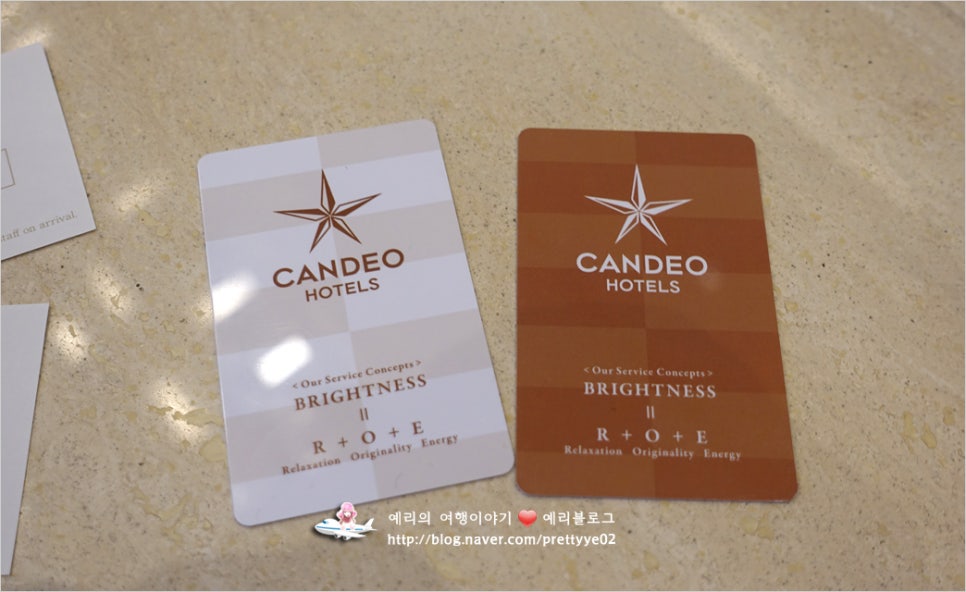 staff on arrival
CANDEO
HOTELS
< Our Service Concepts >
BRIGHTNESS
=
R + O + E
Relaxation Originality Energy
CANDEO
HOTELS
< Our Service Concepts >
BRIGHTNESS
=
R + O + E
Relaxation Originality Energy
예리의 여행이야기 ❤ 예리블로그
http://blog.naver.com/prettyye02